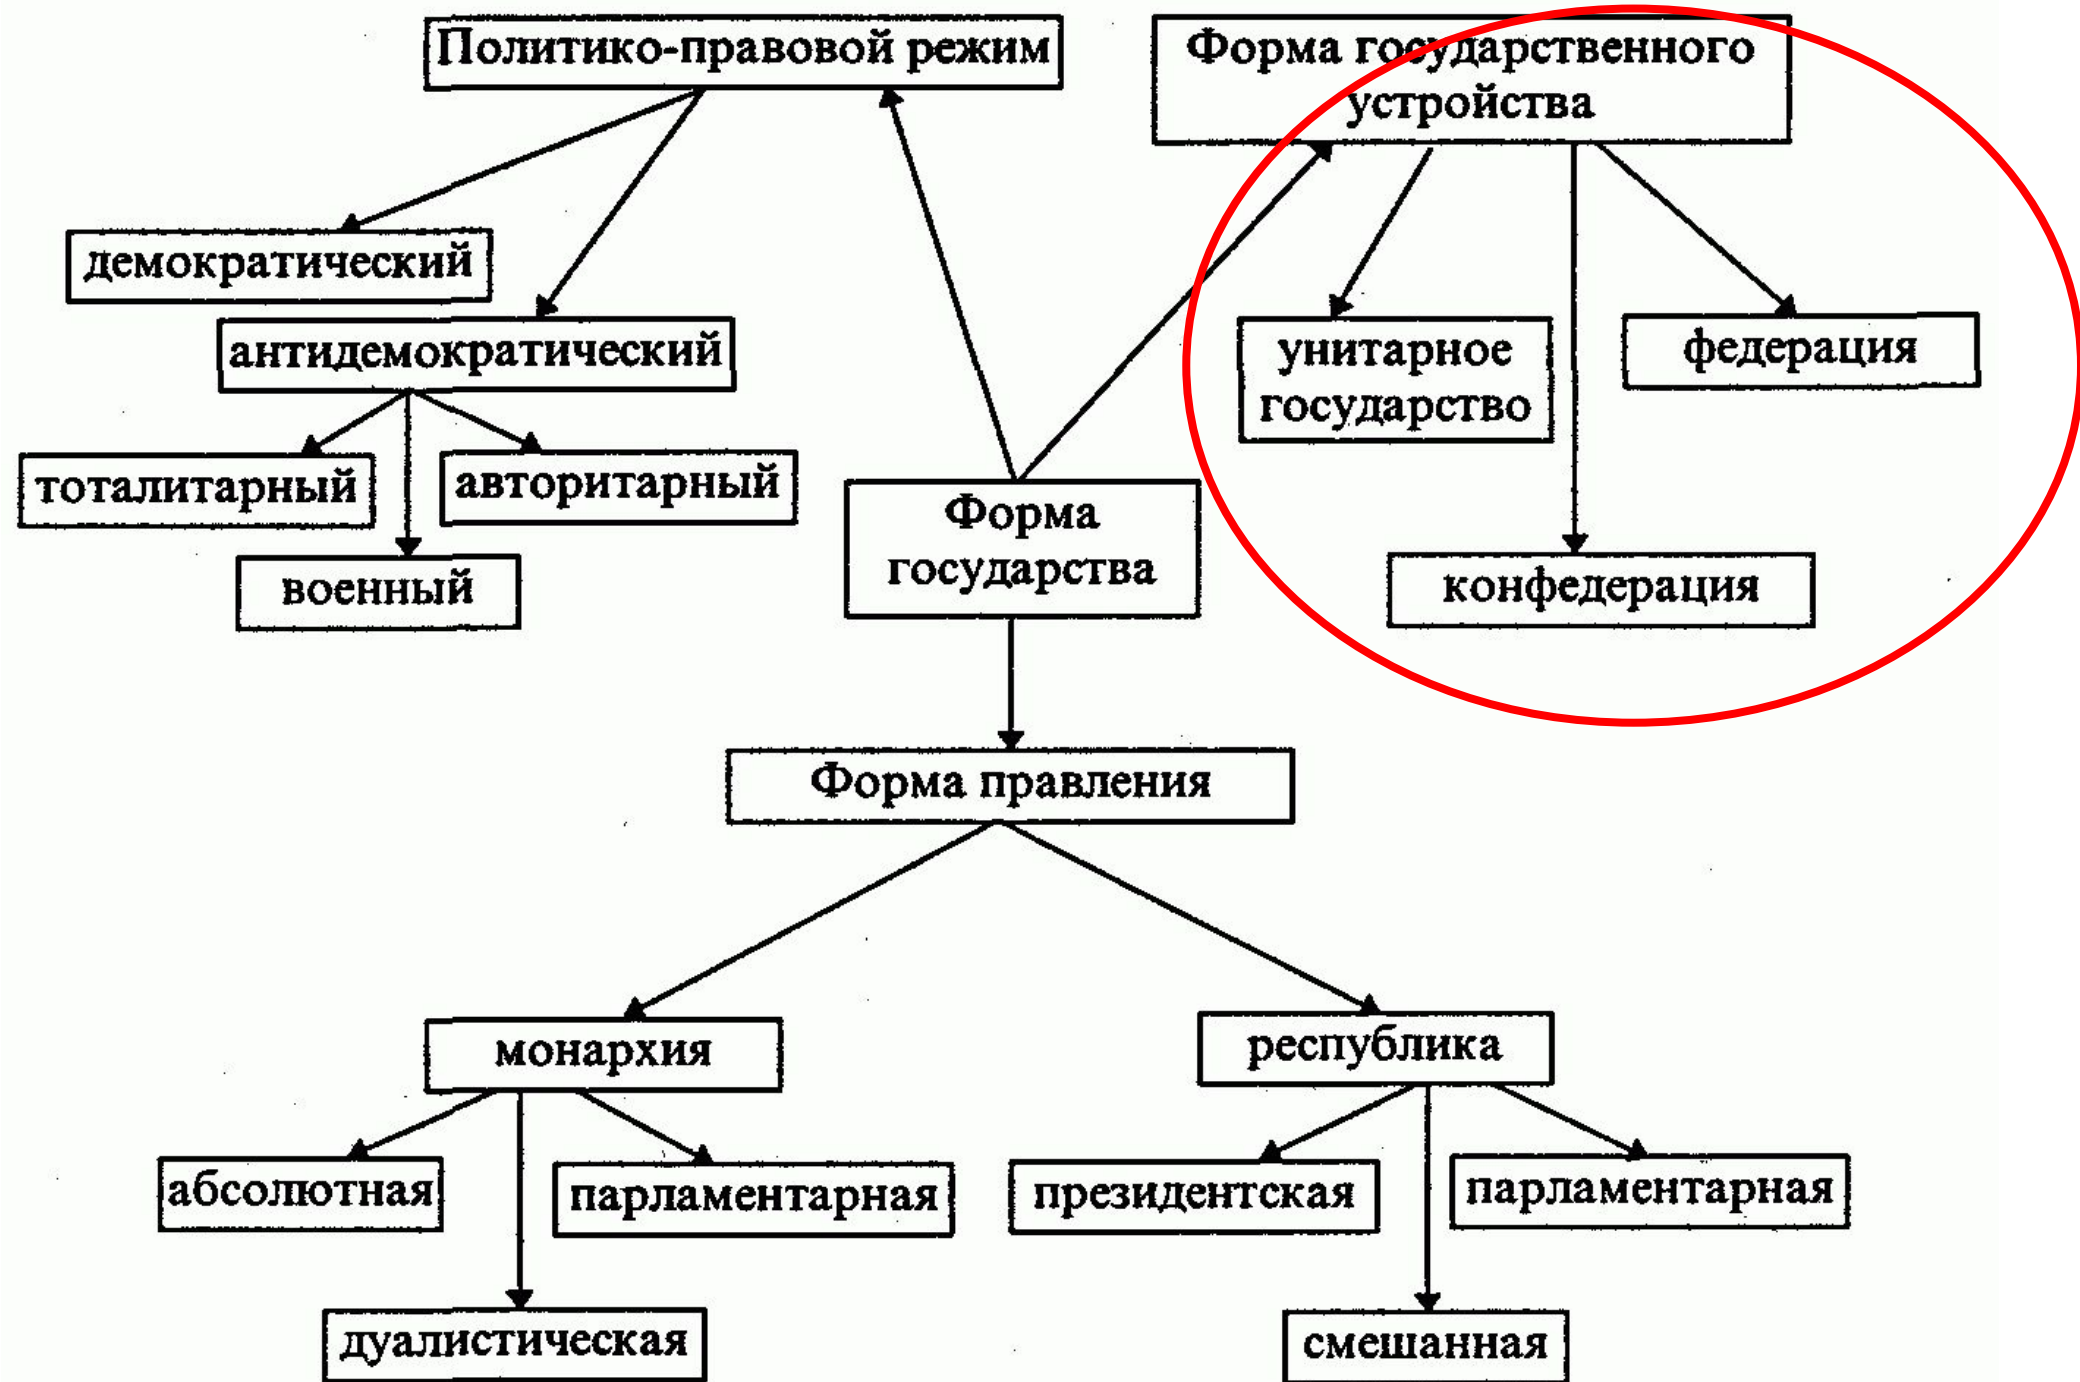 Политико-правовой режим
Форма государственного
устройства
демократический
антидемократический
унитарное
государство
федерация
тоталитарный
авторитарный
военный
Форма
государства
конфедерация
Форма правления
монархия
республика
абсолютная
парламентарная
президентская
парламентарная
дуалистическая
смешанная